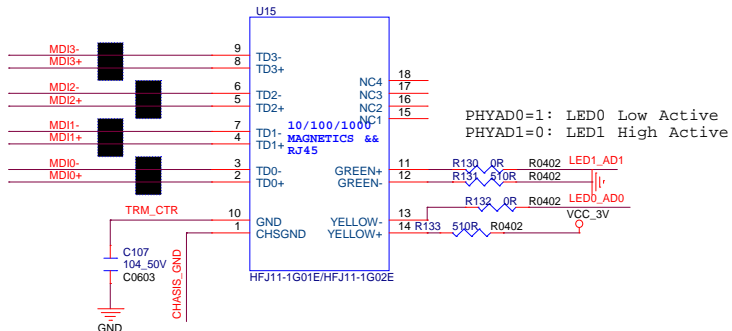 U15
MDI3- 9 TD3-
MDI3+ 8 TD3+
18 NC4
MDI2- 6 TD2-
17 NC3
MDI2+ 5 TD2+
16 NC2
15 NC1
PHYAD0=1: LED0 Low Active
PHYAD1=0: LED1 High Active
MDI1- 7 TD1-
MDI1+ 4 TD1+
10/100/1000
MAGNETICS &&
RJ45
MDI0- 3 TD0-
MDI0+ 2 TD0+
GREEN+ 11 R130 0R R0402 LED1_AD1
GREEN- 12 R131 510R R0402
R132 0R R0402 LED0_AD0
TRM_CTR 10 GND
YELLOW- 13
VCC_3V
1 CHSGND
YELLOW+ 14 R133 510R R0402
C107
104_50V
C0603
CHASIS_GND
HFJ11-1G01E/HFJ11-1G02E
GND